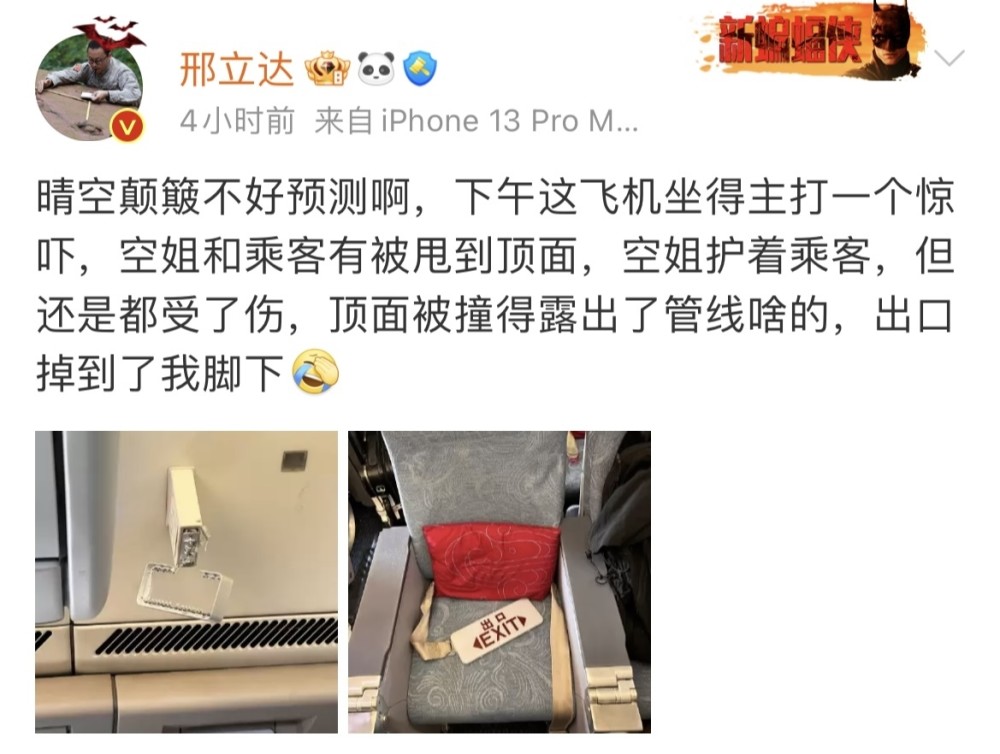 新蝙蝠侠
邢立达
4小时前 来自 iPhone 13 Pro M...
晴空颠簸不好预测啊，下午这飞机坐得主打一个惊
吓，空姐和乘客有被甩到顶面，空姐护着乘客，但
还是都受了伤，顶面被撞得露出了管线啥的，出口
掉到了我脚下
出口
EXIT